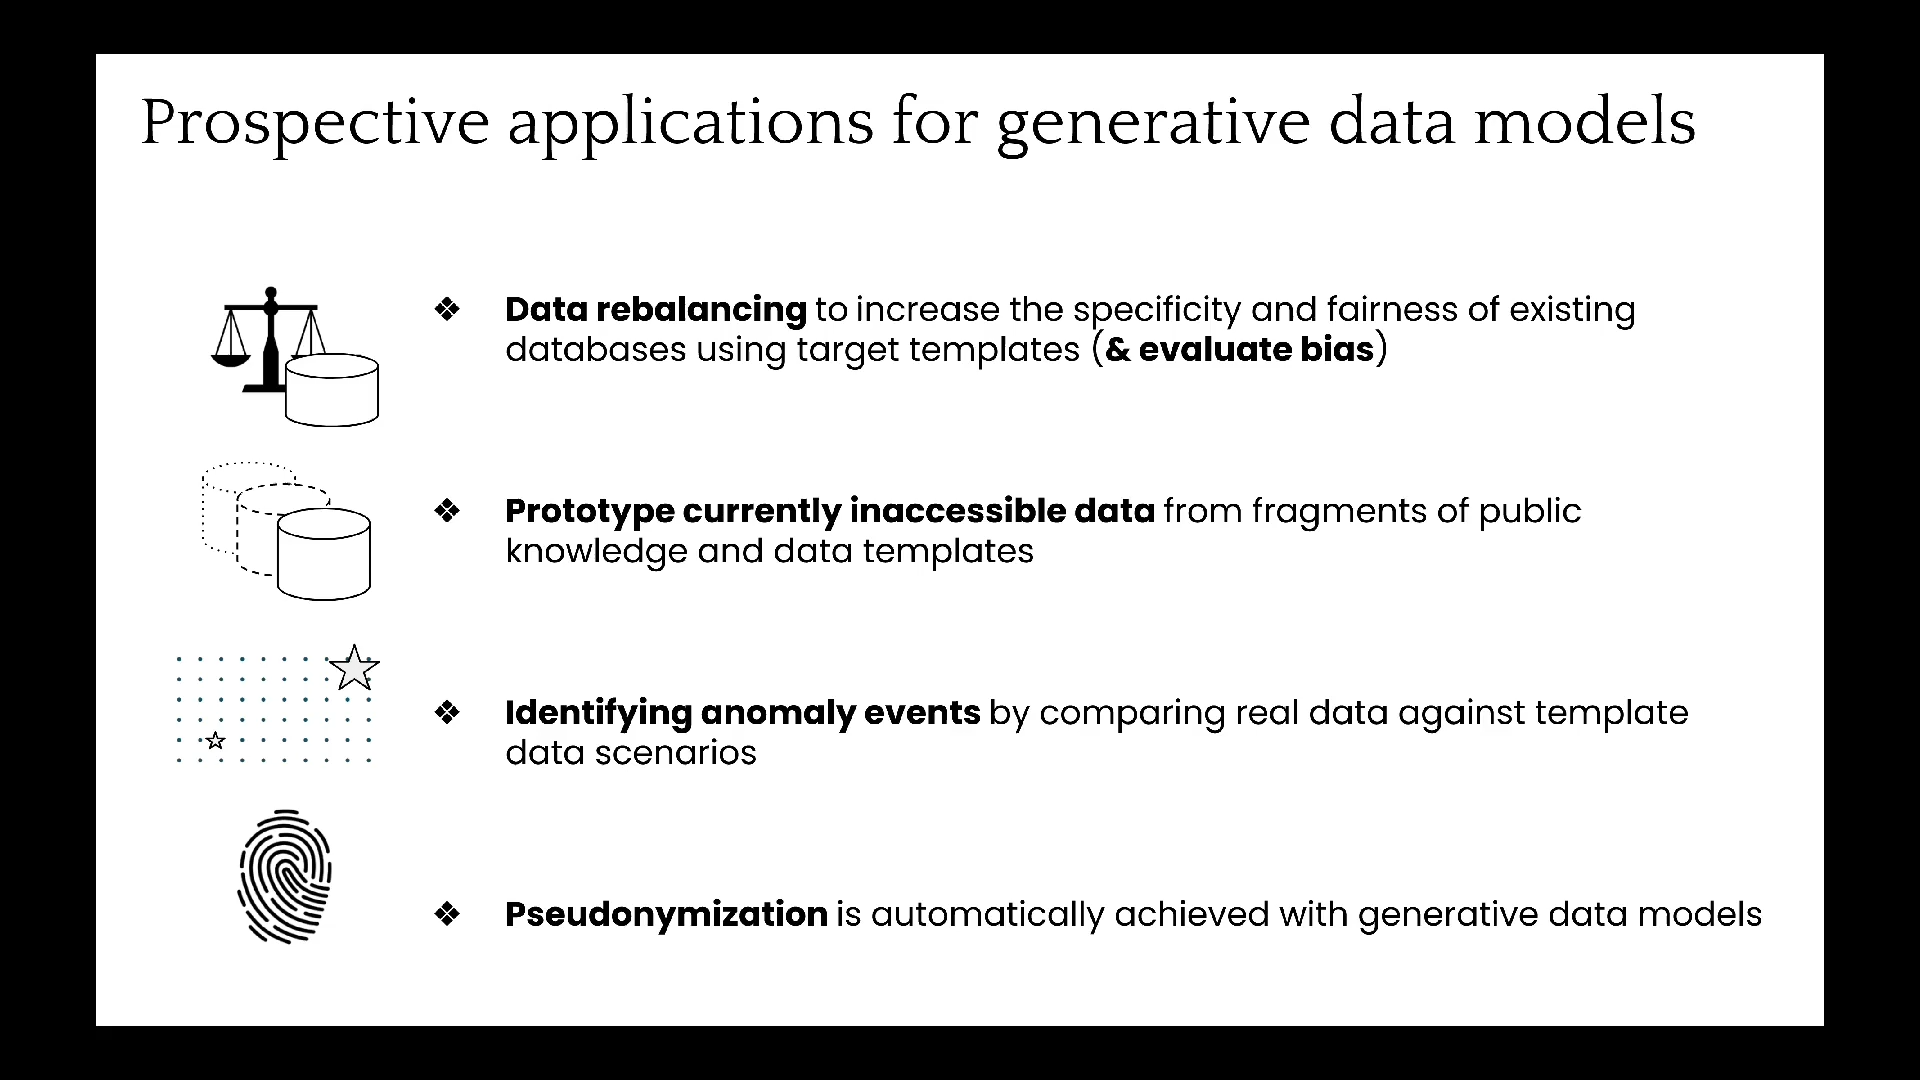 Prospective applications for generative data models
❖ Data rebalancing to increase the specificity and fairness of existing
databases using target templates (& evaluate bias)
❖ Prototype currently inaccessible data from fragments of public
knowledge and data templates
❖ Identifying anomaly events by comparing real data against template
data scenarios
❖ Pseudonymization is automatically achieved with generative data models